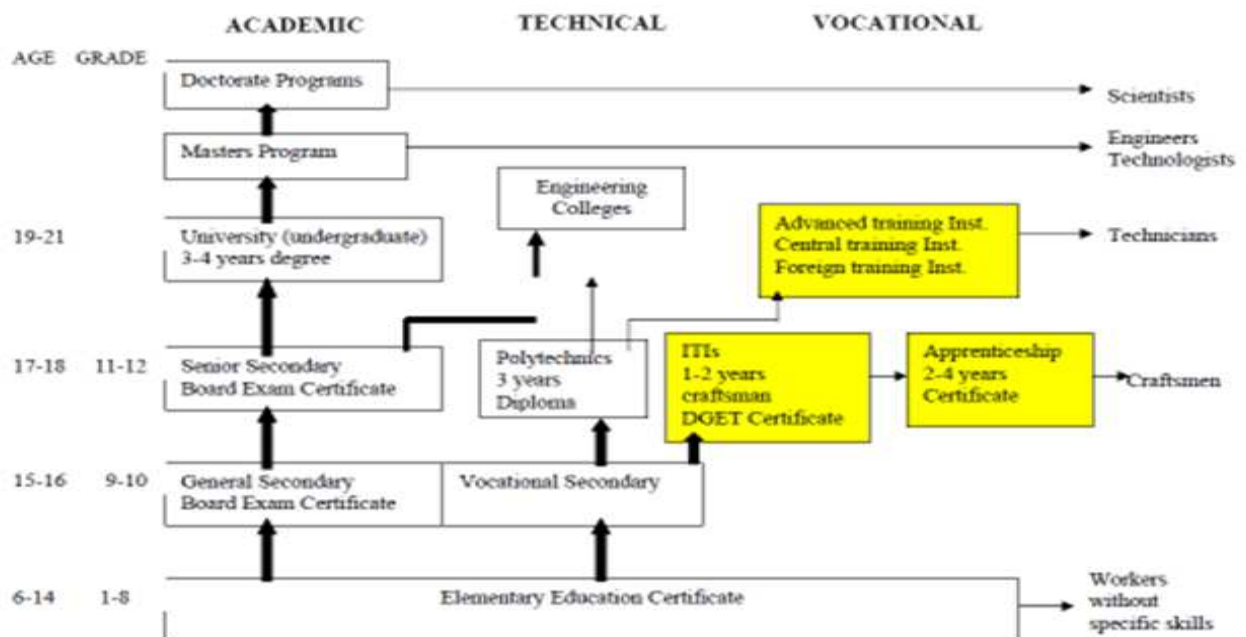 ACADEMIC TECHNICAL VOCATIONAL
AGE GRADE
Doctorate Programs
Scientists
Masters Program
Engineers
Technologists
Engineering
Colleges
19-21
University (undergraduate)
3-4 years degree
Advanced training Inst.
Central training Inst.
Foreign training Inst.
Technicians
17-18 11-12
Senior Secondary
Board Exam Certificate
Polytechnics
3 years
Diploma
ITIs
1-2 years
craftsman
DGET Certificate
Apprenticeship
2-4 years
Certificate
Craftsmen
15-16 9-10
General Secondary
Board Exam Certificate
Vocational Secondary
6-14 1-8
Elementary Education Certificate
Workers
without
specific skills